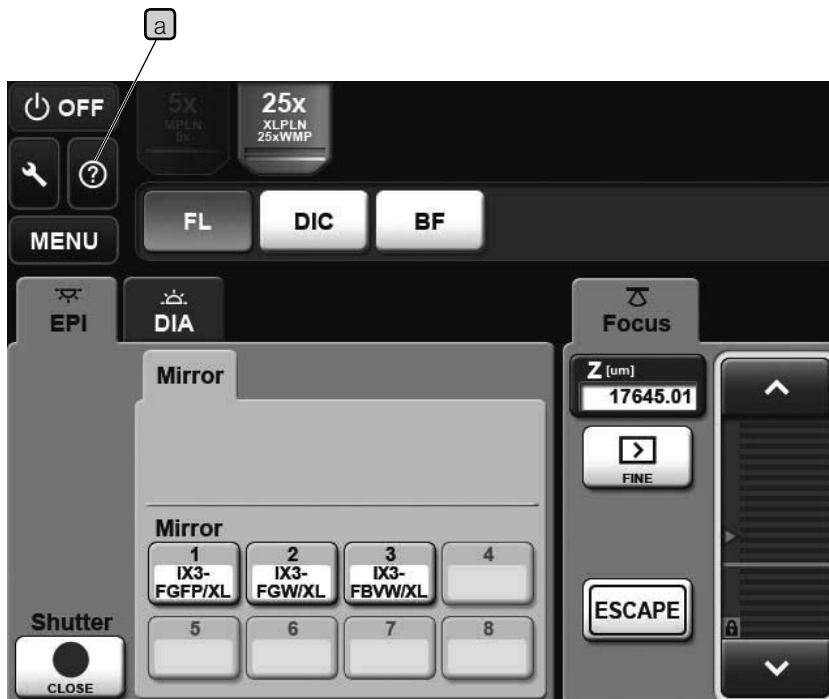 a
OFF
5x
MPLN
5x
25x
XLPLN
25xWMP
?
MENU
FL
DIC
BF
EPI
DIA
Focus
Mirror
Z [um]
17645.01
FINE
Mirror
1
IX3-
FGFP/XL
2
IX3-
FGW/XL
3
IX3-
FBVW/XL
4
ESCAPE
Shutter
5
6
7
8
CLOSE